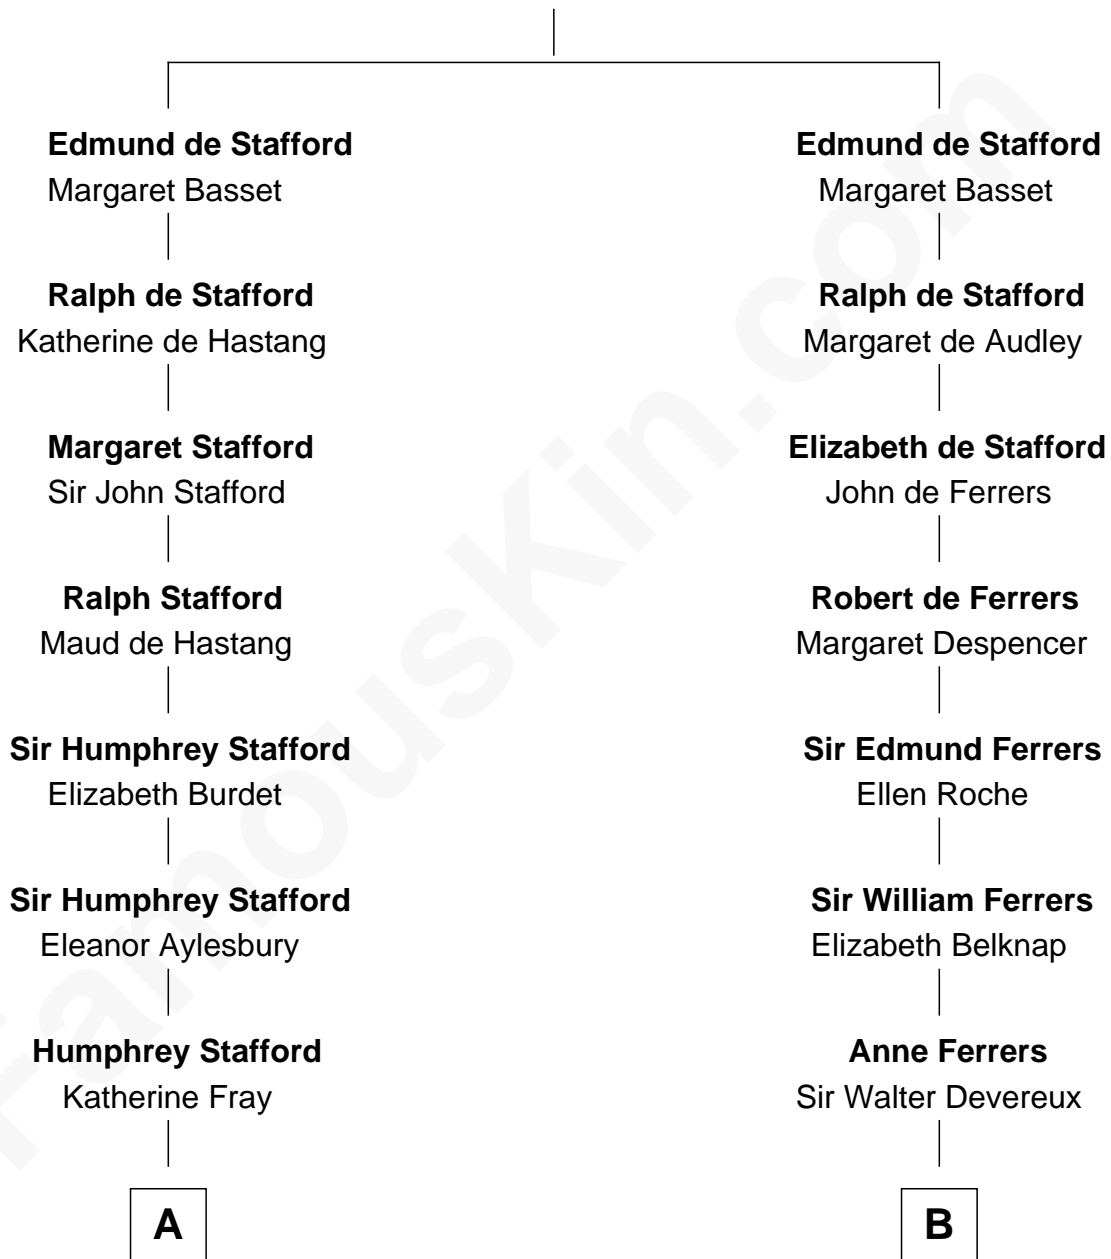 Edmund de Stafford
Margaret Basset
Ralph de Stafford
Katherine de Hastang
Margaret Stafford
Sir John Stafford
Ralph Stafford
Maud de Hastang
Sir Humphrey Stafford
Elizabeth Burdet
Sir Humphrey Stafford
Eleanor Aylesbury
Humphrey Stafford
Katherine Fray
A
Edmund de Stafford
Margaret Basset
Ralph de Stafford
Margaret de Audley
Elizabeth de Stafford
John de Ferrers
Robert de Ferrers
Margaret Despencer
Sir Edmund Ferrers
Ellen Roche
Sir William Ferrers
Elizabeth Belknap
Anne Ferrers
Sir Walter Devereux
B
FamousKin.com